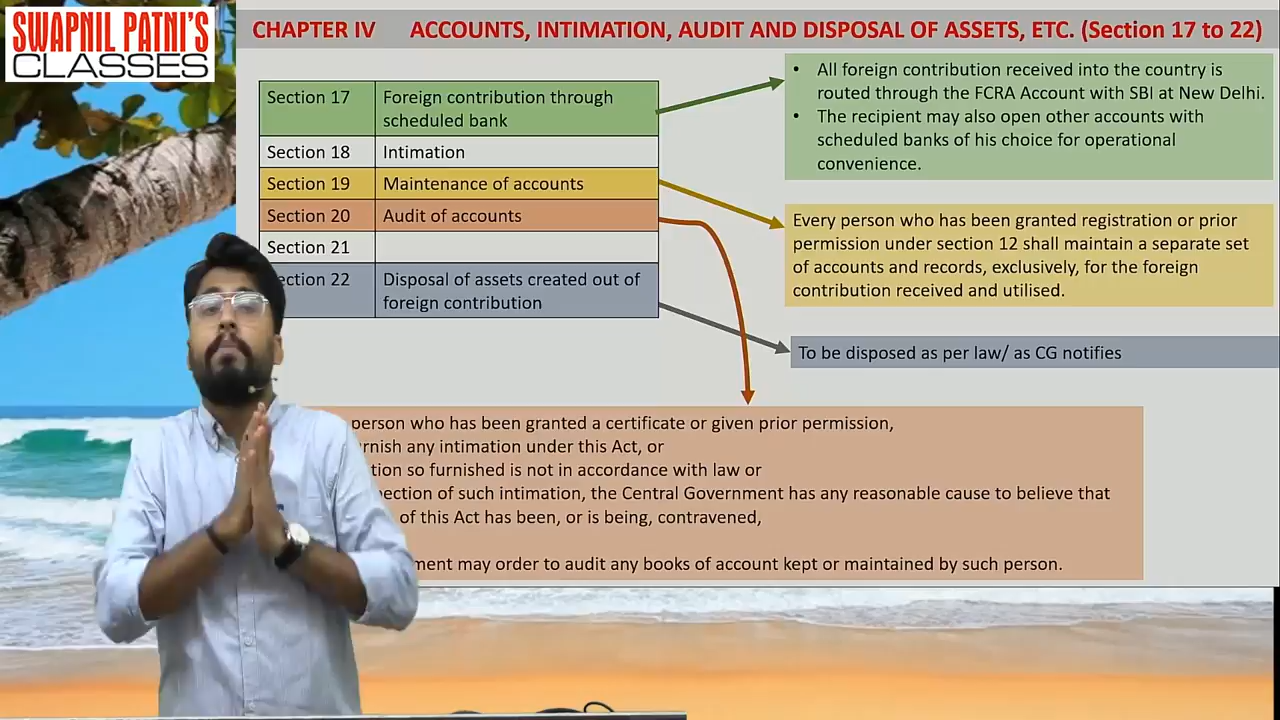 SWAPNIL PATNI'S
CLASSES
CHAPTER IV ACCOUNTS, INTIMATION, AUDIT AND DISPOSAL OF ASSETS, ETC. (Section 17 to 22)
Section 17 Foreign contribution through
scheduled bank
Section 18 Intimation
Section 19 Maintenance of accounts
Section 20 Audit of accounts
Section 21
ection 22 Disposal of assets created out of
foreign contribution
• All foreign contribution received into the country is
routed through the FCRA Account with SBI at New Delhi.
• The recipient may also open other accounts with
scheduled banks of his choice for operational
convenience.
Every person who has been granted registration or prior
permission under section 12 shall maintain a separate set
of accounts and records, exclusively, for the foreign
contribution received and utilised.
To be disposed as per law/ as CG notifies
person who has been granted a certificate or given prior permission,
rnish any intimation under this Act, or
tion so furnished is not in accordance with law or
pection of such intimation, the Central Government has any reasonable cause to believe that
of this Act has been, or is being, contravened,
ment may order to audit any books of account kept or maintained by such person.